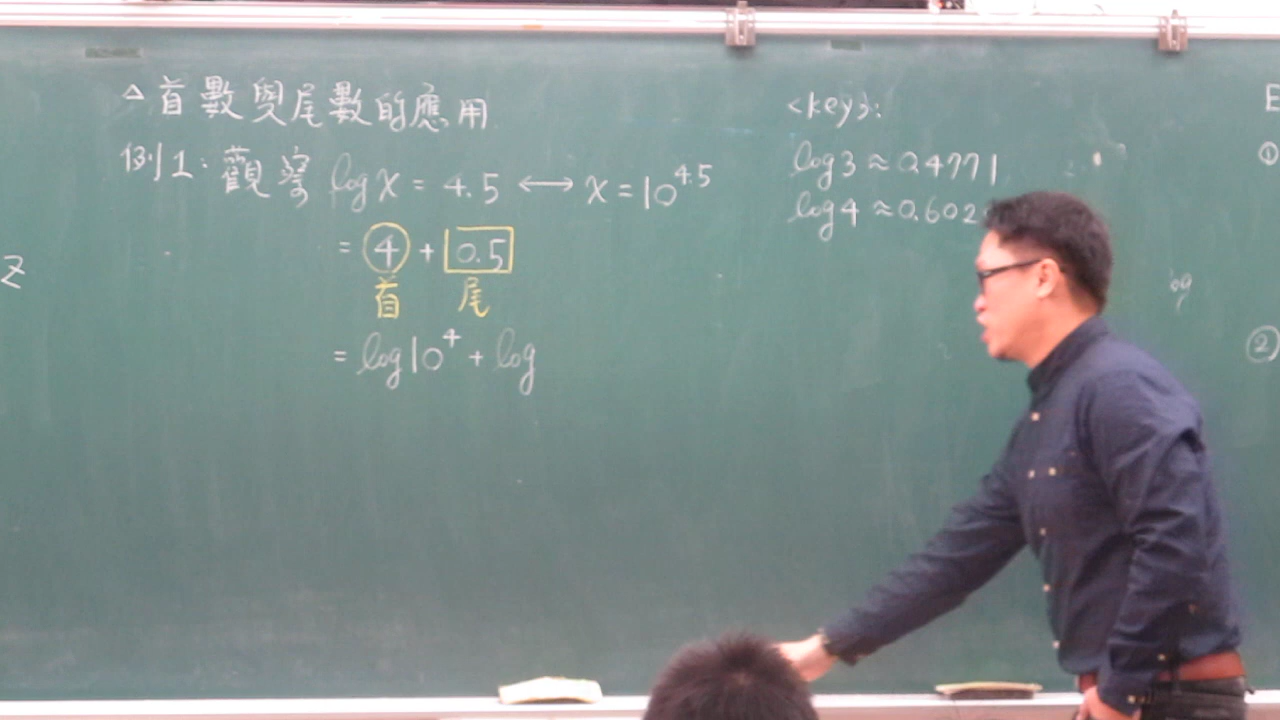 △首數與尾數的應用
例1:觀察 log x = 4.5 ⟷ x = 10^4.5
= 4 + 0.5
首 尾
= log 10^4 + log
<key>:
log 3 ≈ 0.4771
log 4 ≈ 0.602
Z
①
②